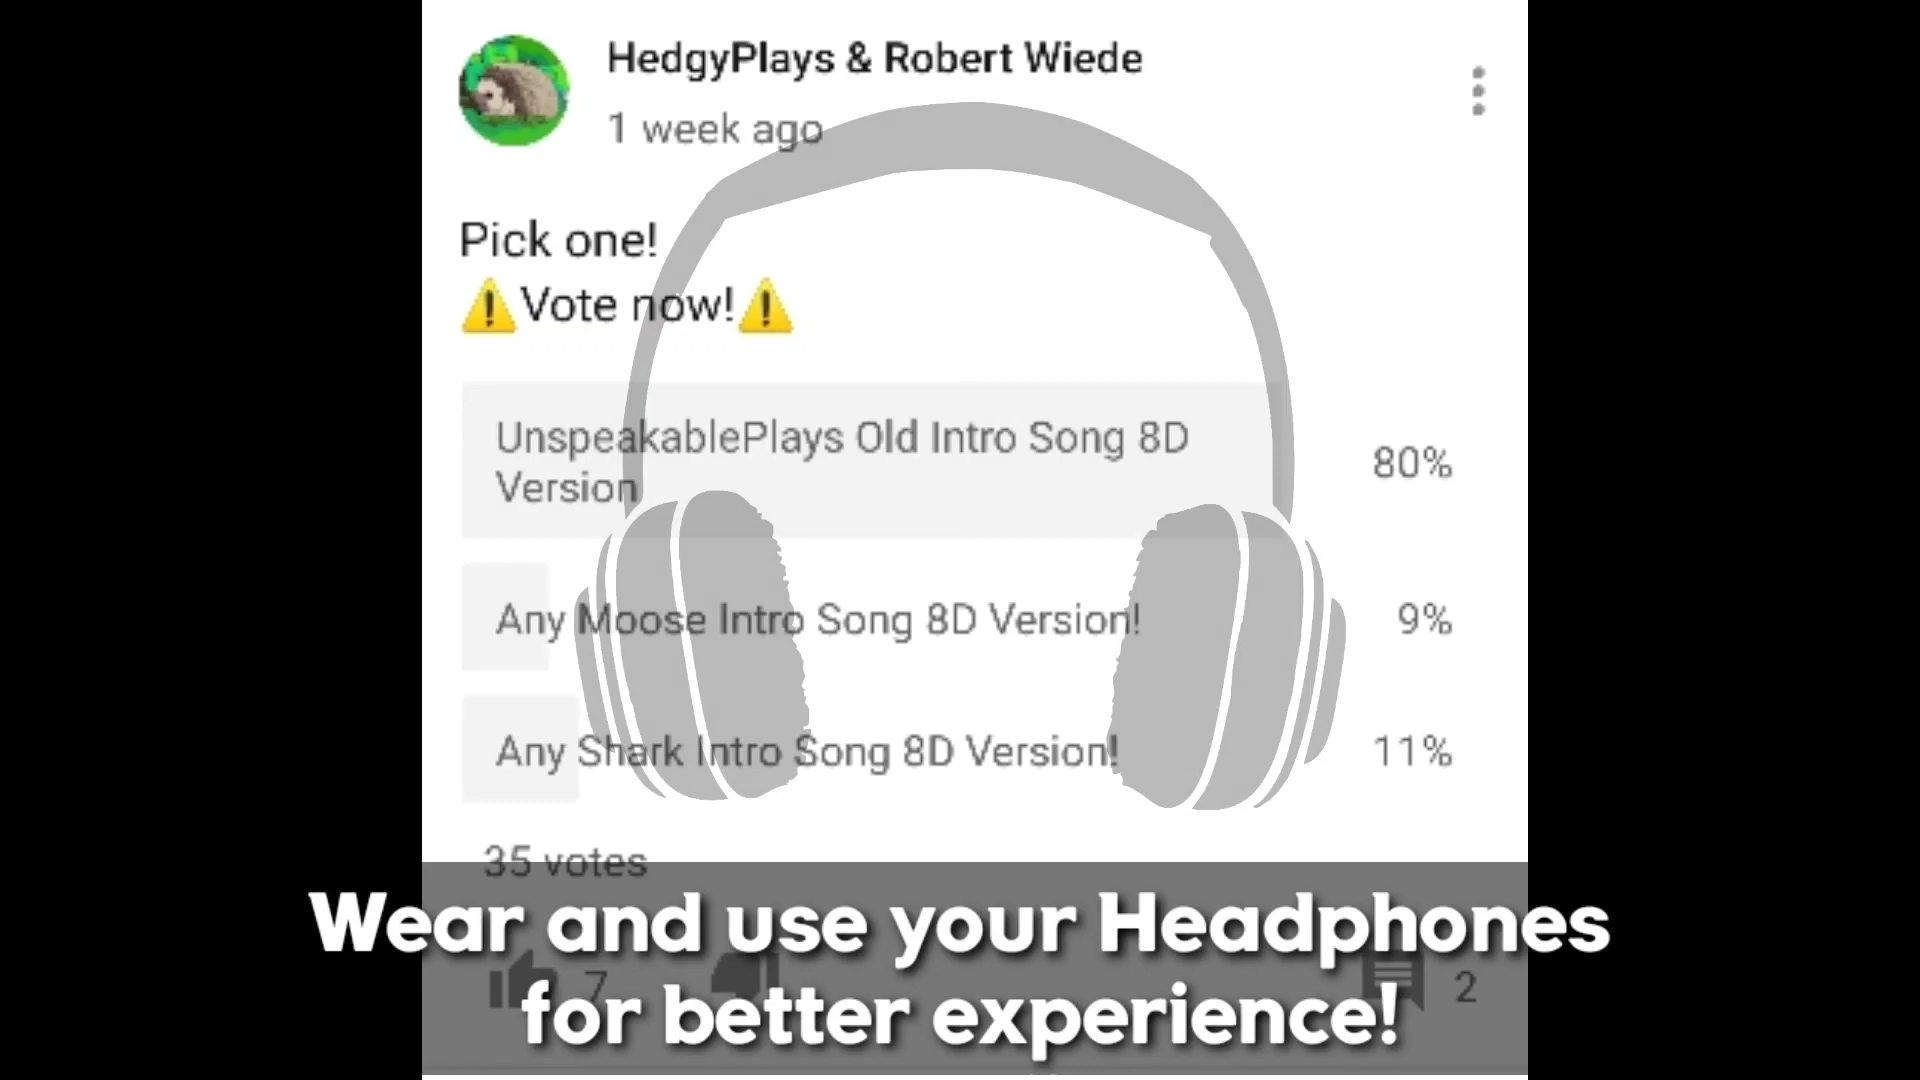 HedgyPlays & Robert Wiede
1 week ago
Pick one!
⚠️Vote now!⚠️
UnspeakablePlays Old Intro Song 8D
Version
80%
Any Moose Intro Song 8D Version!
9%
Any Shark Intro Song 8D Version!
11%
35 votes
7
2
Wear and use your Headphones
for better experience!